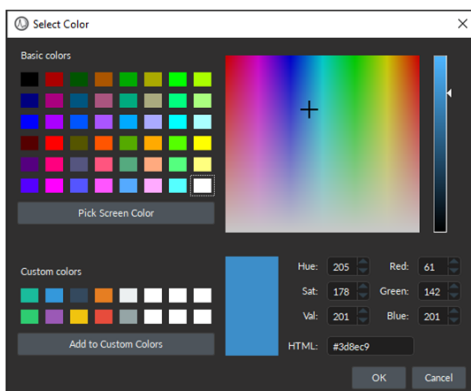 Select Color
Basic colors
Pick Screen Color
Custom colors
Add to Custom Colors
Hue: 205 Red: 61
Sat: 178 Green: 142
Val: 201 Blue: 201
HTML: #3d8ec9
OK Cancel